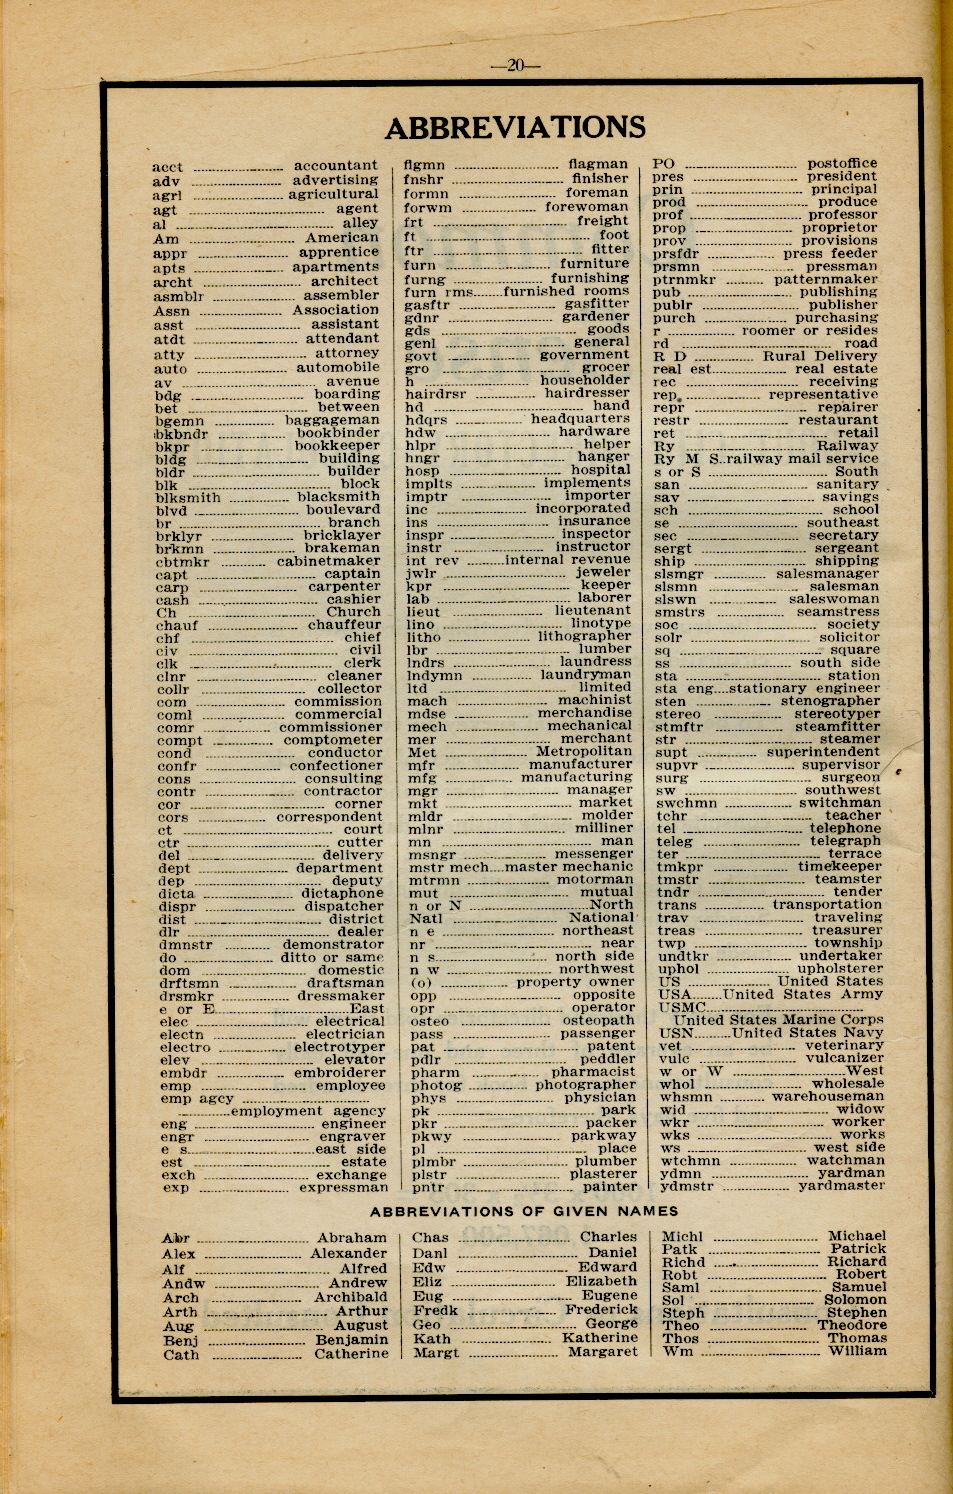 —20—
ABBREVIATIONS
acct accountant
adv advertising
agrl agricultural
agt agent
al alley
Am American
appr apprentice
apts apartments
archt architect
asmblr assembler
Assn Association
asst assistant
atdt attendant
atty attorney
auto automobile
av avenue
bdg boarding
bet between
bgemn baggageman
bkbndr bookbinder
bkpr bookkeeper
bldg building
bldr builder
blk block
blksmith blacksmith
blvd boulevard
br branch
brklyr bricklayer
brkmn brakeman
cbtmkr cabinetmaker
capt captain
carp carpenter
cash cashier
Ch Church
chauf chauffeur
chf chief
civ civil
clk clerk
clnr cleaner
collr collector
com commission
coml commercial
comr commissioner
compt comptometer
cond conductor
confr confectioner
cons consulting
contr contractor
cor corner
cors correspondent
ct court
ctr cutter
del delivery
dept department
dep deputy
dicta dictaphone
dispr dispatcher
dist district
dlr dealer
dmnstr demonstrator
do ditto or same
dom domestic
drftsmn draftsman
drsmkr dressmaker
e or E East
elec electrical
electn electrician
electro electrotyper
elev elevator
embdr embroiderer
emp employee
emp agcy
employment agency
eng engineer
engr engraver
e s east side
est estate
exch exchange
exp expressman
flgmn flagman
fnshr finisher
formn foreman
forwm forewoman
frt freight
ft foot
ftr fitter
furn furniture
furng furnishing
furn rms furnished rooms
gasftr gasfitter
gdnr gardener
gds goods
genl general
govt government
gro grocer
h householder
hairdrsr hairdresser
hd hand
hdqrs headquarters
hdw hardware
hlpr helper
hngr hanger
hosp hospital
implts implements
imptr importer
inc incorporated
ins insurance
inspr inspector
instr instructor
int rev internal revenue
jwlr jeweler
kpr keeper
lab laborer
lieut lieutenant
lino linotype
litho lithographer
lbr lumber
lndrs laundress
lndymn laundryman
ltd limited
mach machinist
mdse merchandise
mech mechanical
mer merchant
Met Metropolitan
mfr manufacturer
mfg manufacturing
mgr manager
mkt market
mldr molder
mlnr milliner
mn man
msngr messenger
mstr mech master mechanic
mtrmn motorman
mut mutual
n or N North
Natl National
n e northeast
nr near
n s north side
n w northwest
(o) property owner
opp opposite
opr operator
osteo osteopath
pass passenger
pat patent
pdlr peddler
pharm pharmacist
photog photographer
phys physician
pk park
pkr packer
pkwy parkway
pl place
plmbr plumber
plstr plasterer
pntr painter
PO postoffice
pres president
prin principal
prod produce
prof professor
prop proprietor
prov provisions
prsfdr press feeder
prsmn pressman
ptrnmkr patternmaker
pub publishing
publr publisher
purch purchasing
r roomer or resides
rd road
R D Rural Delivery
real est real estate
rec receiving
rep representative
repr repairer
restr restaurant
ret retail
Ry Railway
Ry M S railway mail service
s or S South
san sanitary
sav savings
sch school
se southeast
sec secretary
sergt sergeant
ship shipping
slsmgr salesmanager
slsmn salesman
slswn saleswoman
smstrs seamstress
soc society
solr solicitor
sq square
ss south side
sta station
sta eng stationary engineer
sten stenographer
stereo stereotyper
stmftr steamfitter
str steamer
supt superintendent
supvr supervisor
surg surgeon
sw southwest
swchmn switchman
tchr teacher
tel telephone
teleg telegraph
ter terrace
tmkpr timekeeper
tmstr teamster
tndr tender
trans transportation
trav traveling
treas treasurer
twp township
undtkr undertaker
uphol upholsterer
US United States
USA United States Army
USMC
United States Marine Corps
USN United States Navy
vet veterinary
vulc vulcanizer
w or W West
whol wholesale
whsmn warehouseman
wid widow
wkr worker
wks works
ws west side
wtchmn watchman
ydmn yardman
ydmstr yardmaster
ABBREVIATIONS OF GIVEN NAMES
Abr Abraham
Alex Alexander
Alf Alfred
Andw Andrew
Arch Archibald
Arth Arthur
Aug August
Benj Benjamin
Cath Catherine
Chas Charles
Danl Daniel
Edw Edward
Eliz Elizabeth
Eug Eugene
Fredk Frederick
Geo George
Kath Katherine
Margt Margaret
Michl Michael
Patk Patrick
Richd Richard
Robt Robert
Saml Samuel
Sol Solomon
Steph Stephen
Theo Theodore
Thos Thomas
Wm William